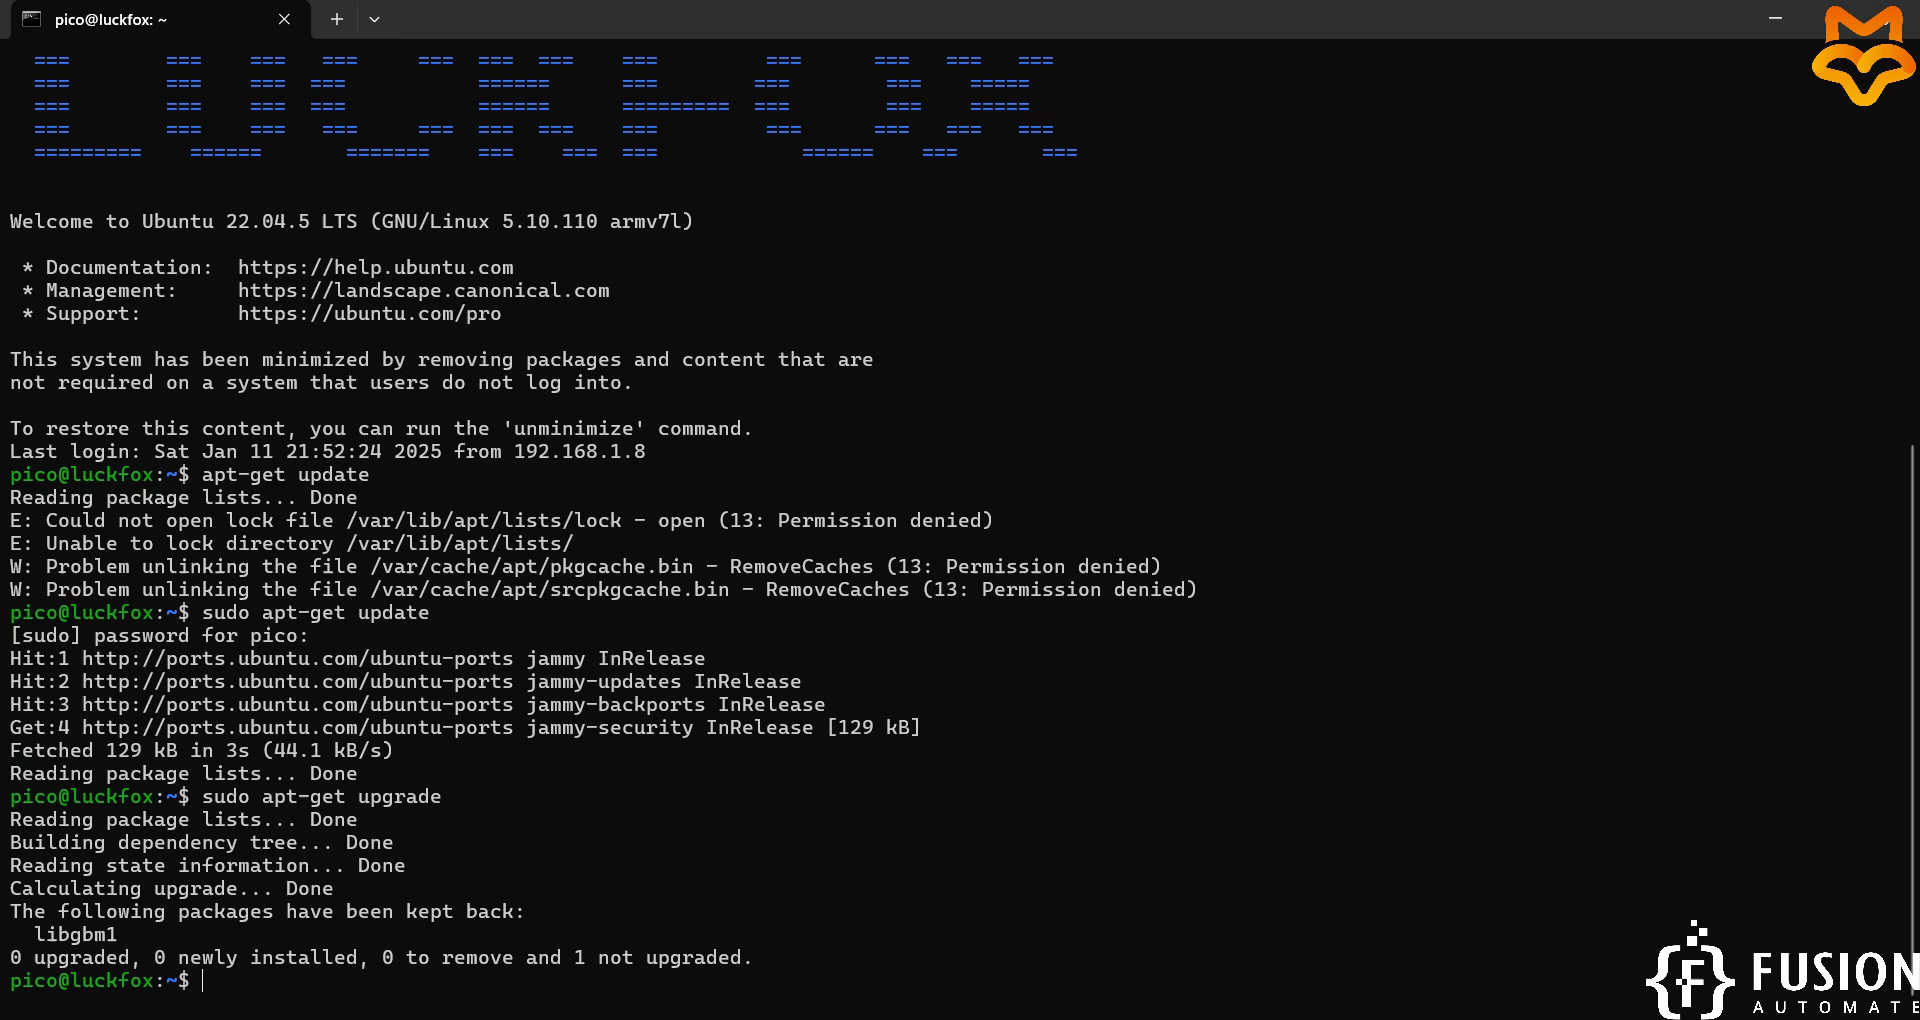 pico@luckfox: ~
Welcome to Ubuntu 22.04.5 LTS (GNU/Linux 5.10.110 armv7l)
* Documentation:  https://help.ubuntu.com
* Management:     https://landscape.canonical.com
* Support:        https://ubuntu.com/pro
This system has been minimized by removing packages and content that are
not required on a system that users do not log into.
To restore this content, you can run the 'unminimize' command.
Last login: Sat Jan 11 21:52:24 2025 from 192.168.1.8
pico@luckfox:~$ apt-get update
Reading package lists... Done
E: Could not open lock file /var/lib/apt/lists/lock - open (13: Permission denied)
E: Unable to lock directory /var/lib/apt/lists/
W: Problem unlinking the file /var/cache/apt/pkgcache.bin - RemoveCaches (13: Permission denied)
W: Problem unlinking the file /var/cache/apt/srcpkgcache.bin - RemoveCaches (13: Permission denied)
pico@luckfox:~$ sudo apt-get update
[sudo] password for pico:
Hit:1 http://ports.ubuntu.com/ubuntu-ports jammy InRelease
Hit:2 http://ports.ubuntu.com/ubuntu-ports jammy-updates InRelease
Hit:3 http://ports.ubuntu.com/ubuntu-ports jammy-backports InRelease
Get:4 http://ports.ubuntu.com/ubuntu-ports jammy-security InRelease [129 kB]
Fetched 129 kB in 3s (44.1 kB/s)
Reading package lists... Done
pico@luckfox:~$ sudo apt-get upgrade
Reading package lists... Done
Building dependency tree... Done
Reading state information... Done
Calculating upgrade... Done
The following packages have been kept back:
  libgbm1
0 upgraded, 0 newly installed, 0 to remove and 1 not upgraded.
pico@luckfox:~$
FUSION
AUTOMATE